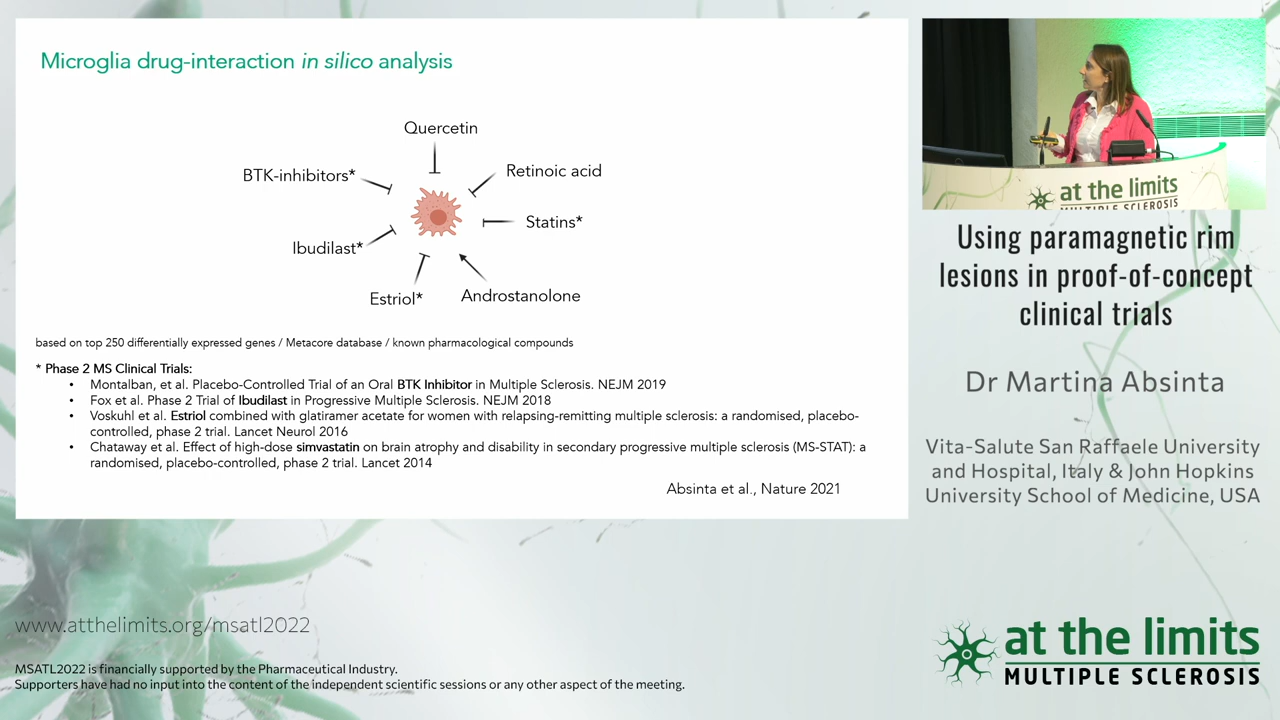 Microglia drug-interaction in silico analysis
Quercetin
BTK-inhibitors*
Retinoic acid
Statins*
Ibudilast*
Estriol*
Androstanolone
based on top 250 differentially expressed genes / Metacore database / known pharmacological compounds
* Phase 2 MS Clinical Trials:
• Montalban, et al. Placebo-Controlled Trial of an Oral BTK Inhibitor in Multiple Sclerosis. NEJM 2019
• Fox et al. Phase 2 Trial of Ibudilast in Progressive Multiple Sclerosis. NEJM 2018
• Voskuhl et al. Estriol combined with glatiramer acetate for women with relapsing-remitting multiple sclerosis: a randomised, placebo-
controlled, phase 2 trial. Lancet Neurol 2016
• Chataway et al. Effect of high-dose simvastatin on brain atrophy and disability in secondary progressive multiple sclerosis (MS-STAT): a
randomised, placebo-controlled, phase 2 trial. Lancet 2014
Absinta et al., Nature 2021
at the limits
MULTIPLE SCLEROSIS
Using paramagnetic rim
lesions in proof-of-concept
clinical trials
Dr Martina Absinta
Vita-Salute San Raffaele University
and Hospital, Italy & John Hopkins
University School of Medicine, USA
www.atthelimits.org/msatl2022
MSATL2022 is financially supported by the Pharmaceutical Industry.
Supporters have had no input into the content of the independent scientific sessions or any other aspect of the meeting.
at the limits
MULTIPLE SCLEROSIS